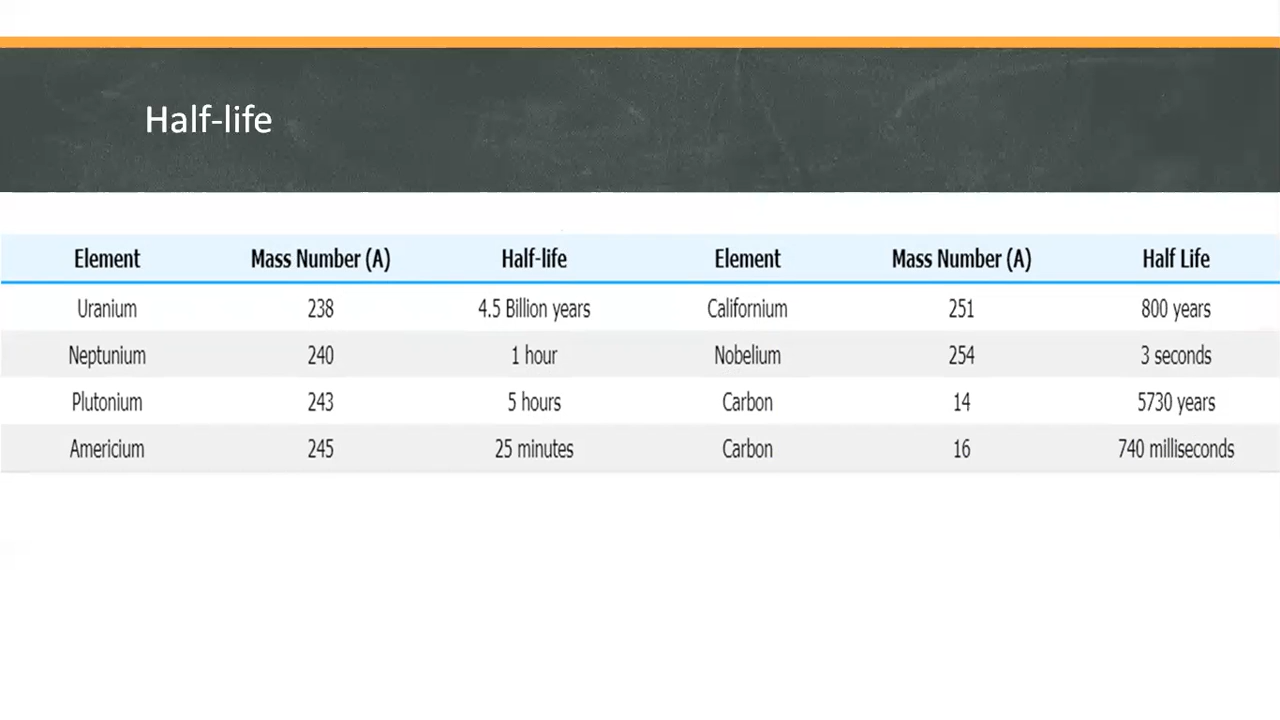 Half-life
Element Mass Number (A) Half-life Element Mass Number (A) Half Life
Uranium 238 4.5 Billion years Californium 251 800 years
Neptunium 240 1 hour Nobelium 254 3 seconds
Plutonium 243 5 hours Carbon 14 5730 years
Americium 245 25 minutes Carbon 16 740 milliseconds